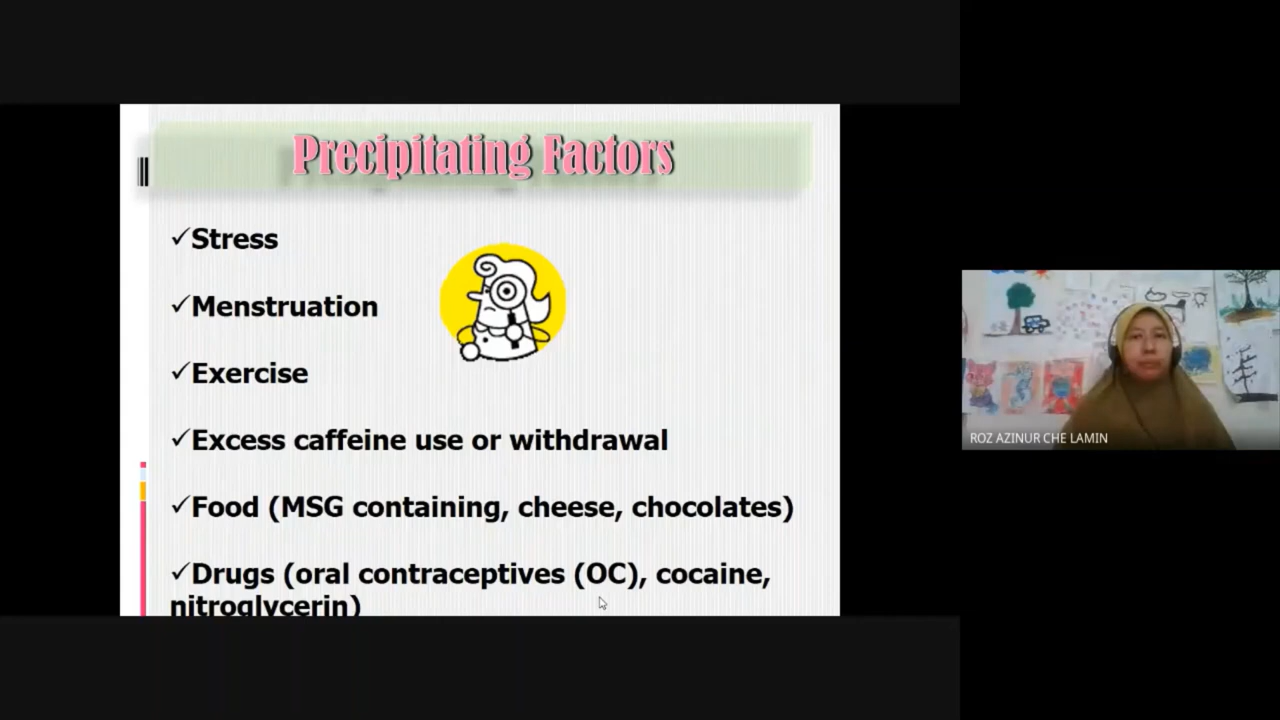 Precipitating Factors
✓Stress
✓Menstruation
✓Exercise
✓Excess caffeine use or withdrawal
✓Food (MSG containing, cheese, chocolates)
✓Drugs (oral contraceptives (OC), cocaine,
nitroglycerin)
ROZ AZINUR CHE LAMIN